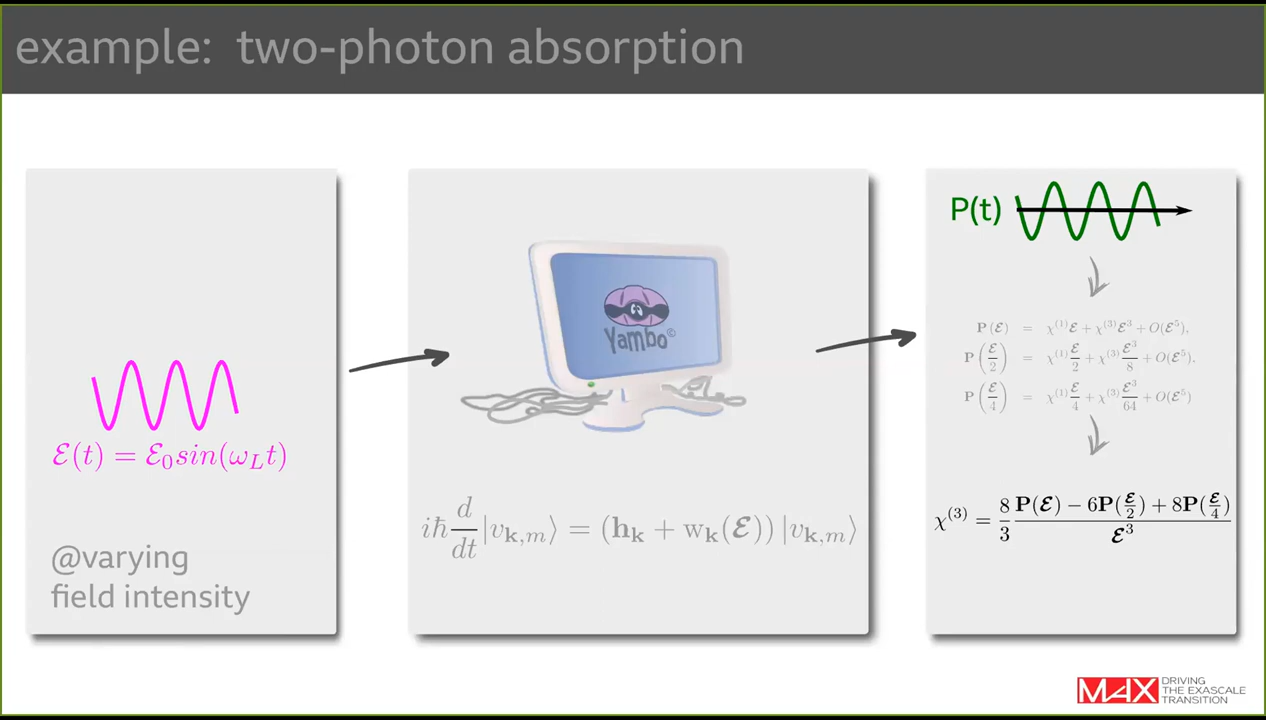 example: two-photon absorption
ℰ(t) = ℰ₀sin(ω_L t)
@varying
field intensity
Yambo©
iħ d/dt |v_{k,m}⟩ = (h_k + w_k(ℰ)) |v_{k,m}⟩
P(t)
P(ℰ) = χ^(1)ℰ + χ^(3)ℰ³ + O(ℰ⁵),
P(ℰ/2) = χ^(1) ℰ/2 + χ^(3) ℰ³/8 + O(ℰ⁵).
P(ℰ/4) = χ^(1) ℰ/4 + χ^(3) ℰ³/64 + O(ℰ⁵)
χ^(3) = 8/3 (P(ℰ) − 6P(ℰ/2) + 8P(ℰ/4))/ℰ³
MAX DRIVING
THE EXASCALE
TRANSITION